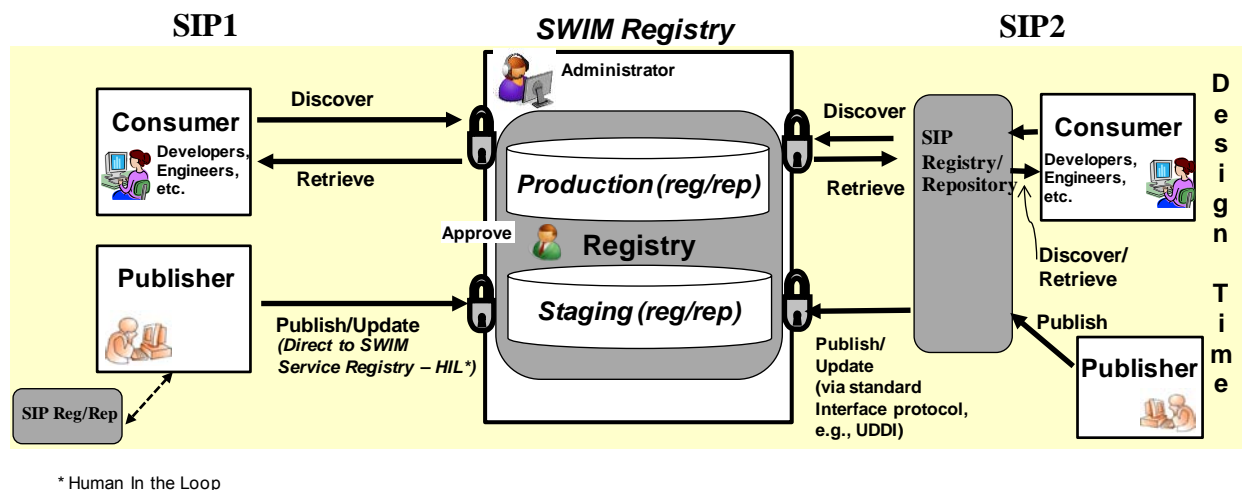 SIP1
SWIM Registry
SIP2
Administrator
Discover
Consumer
Developers,
Engineers,
etc.
Retrieve
Production (reg/rep)
Approve
Registry
Publisher
Staging (reg/rep)
Publish/Update
(Direct to SWIM
Service Registry – HIL*)
SIP Reg/Rep
Discover
Retrieve
SIP
Registry/
Repository
Consumer
Developers,
Engineers,
etc.
Discover/
Retrieve
Publish
Publisher
Publish/
Update
(via standard
Interface protocol,
e.g., UDDI)
Design
Time
* Human In the Loop